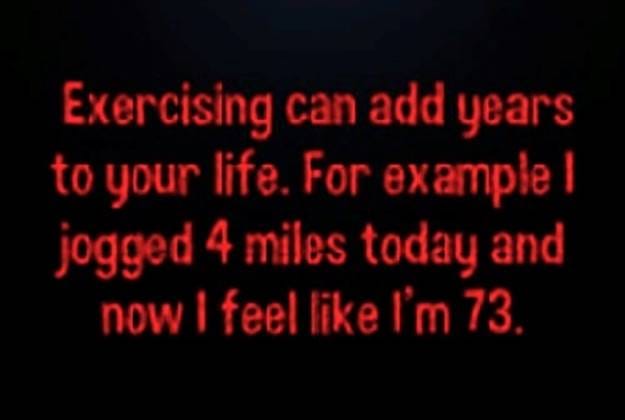 Exercising can add years
to your life. For example I
jogged 4 miles today and
now I feel like I'm 73.